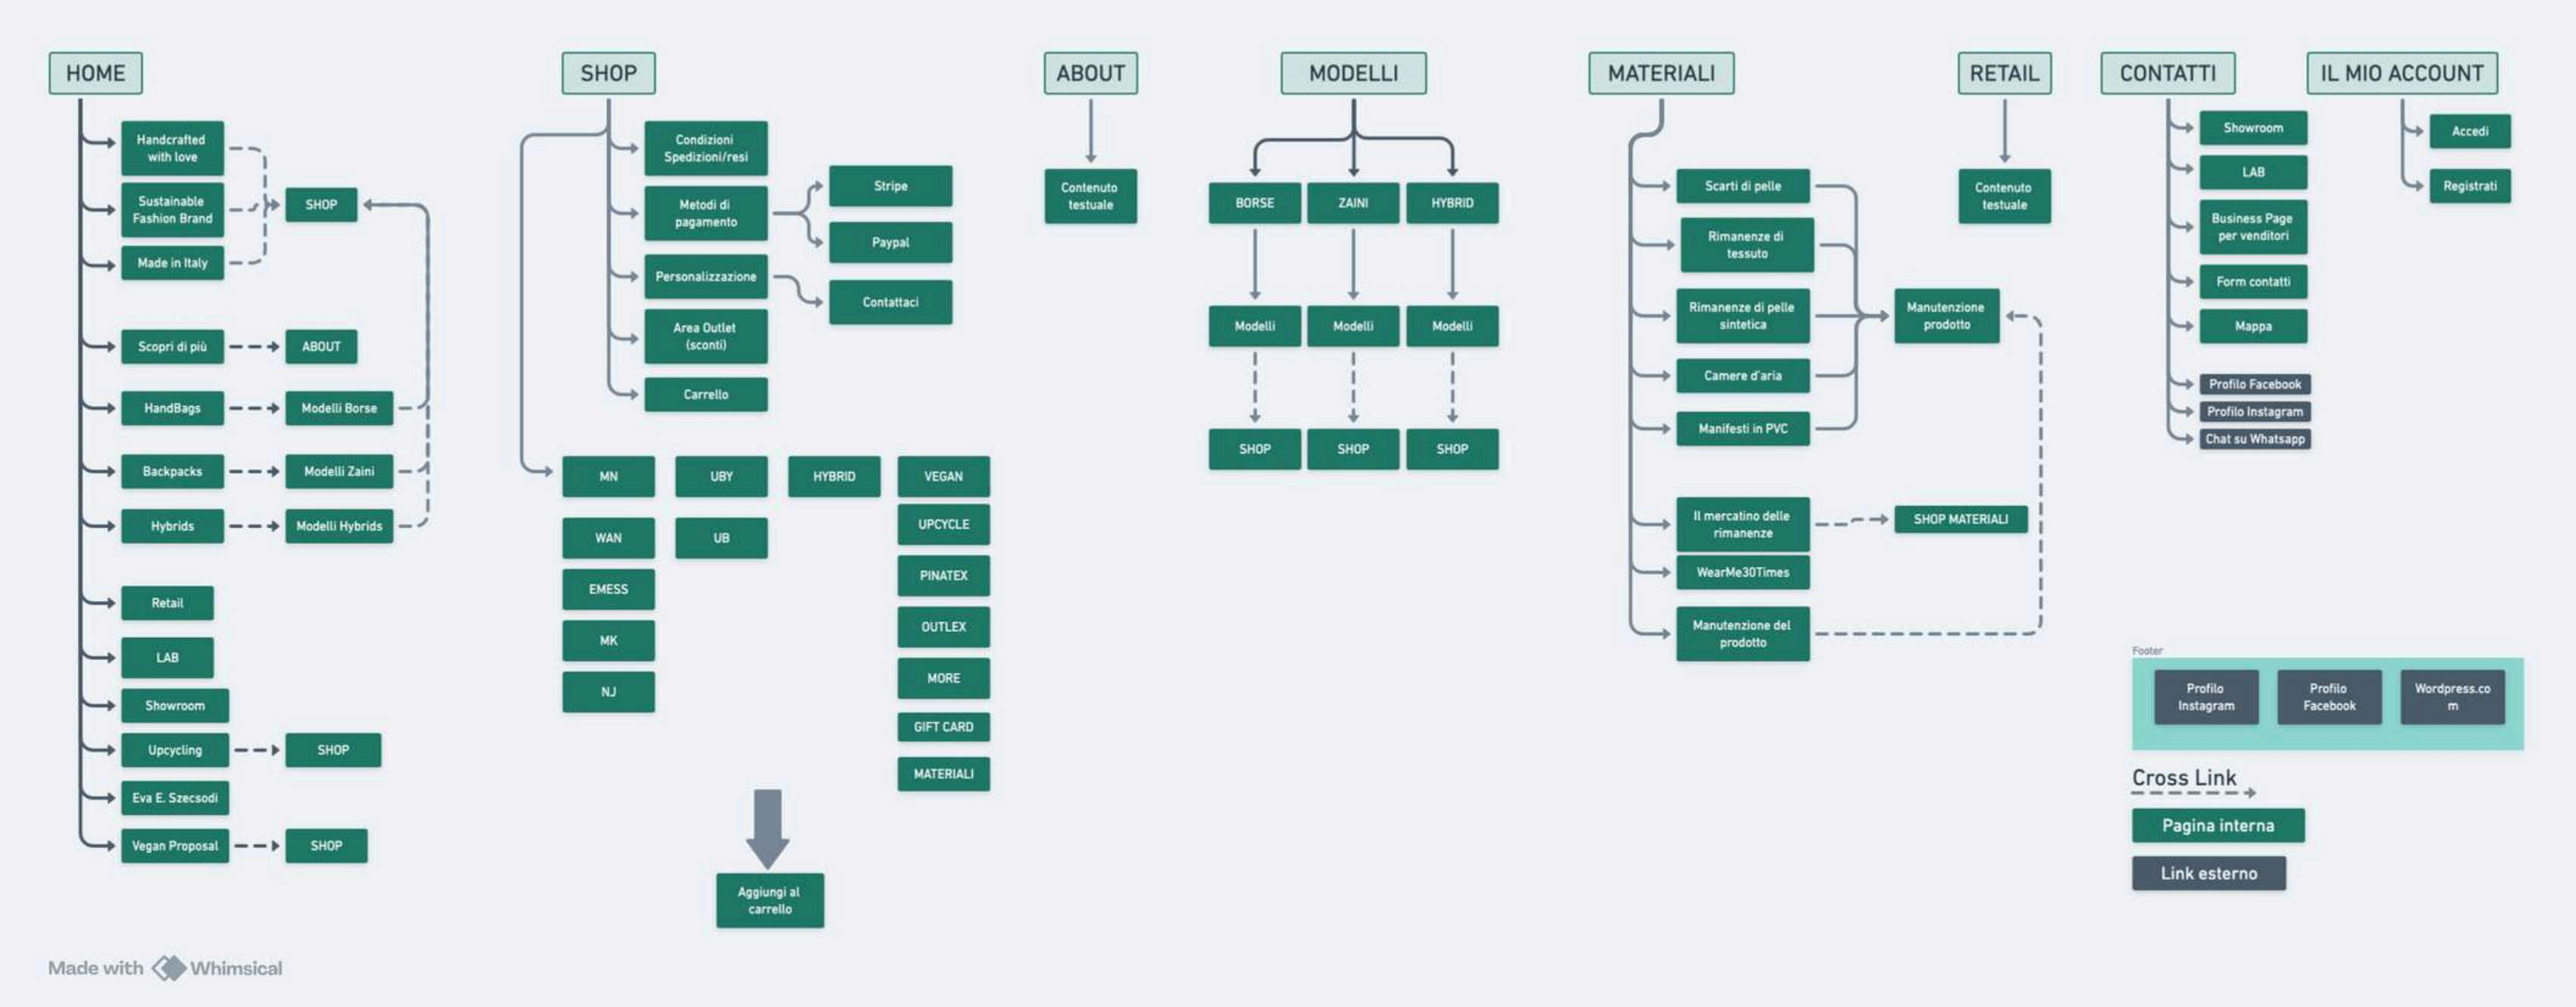 HOME
Handcrafted
with love
Sustainable
Fashion Brand
Made in Italy
SHOP
Scopri di più
ABOUT
HandBags
Modelli Borse
Backpacks
Modelli Zaini
Hybrids
Modelli Hybrids
Retail
LAB
Showroom
Upcycling
SHOP
Eva E. Szecsodi
Vegan Proposal
SHOP
SHOP
Condizioni
Spedizioni/resi
Metodi di
pagamento
Stripe
Paypal
Personalizzazione
Contattaci
Area Outlet
(sconti)
Carrello
MN
WAN
EMESS
MK
NJ
UBY
UB
HYBRID
VEGAN
UPCYCLE
PINATEX
OUTLEX
MORE
GIFT CARD
MATERIALI
Aggiungi al
carrello
ABOUT
Contenuto
testuale
MODELLI
BORSE
ZAINI
HYBRID
Modelli
Modelli
Modelli
SHOP
SHOP
SHOP
MATERIALI
Scarti di pelle
Rimanenze di
tessuto
Rimanenze di pelle
sintetica
Camere d'aria
Manifesti in PVC
Manutenzione
prodotto
Il mercatino delle
rimanenze
SHOP MATERIALI
WearMe30Times
Manutenzione del
prodotto
RETAIL
Contenuto
testuale
CONTATTI
Showroom
LAB
Business Page
per venditori
Form contatti
Mappa
Profilo Facebook
Profilo Instagram
Chat su Whatsapp
IL MIO ACCOUNT
Accedi
Registrati
Footer
Profilo
Instagram
Profilo
Facebook
Wordpress.co
m
Cross Link
Pagina interna
Link esterno
Made with Whimsical